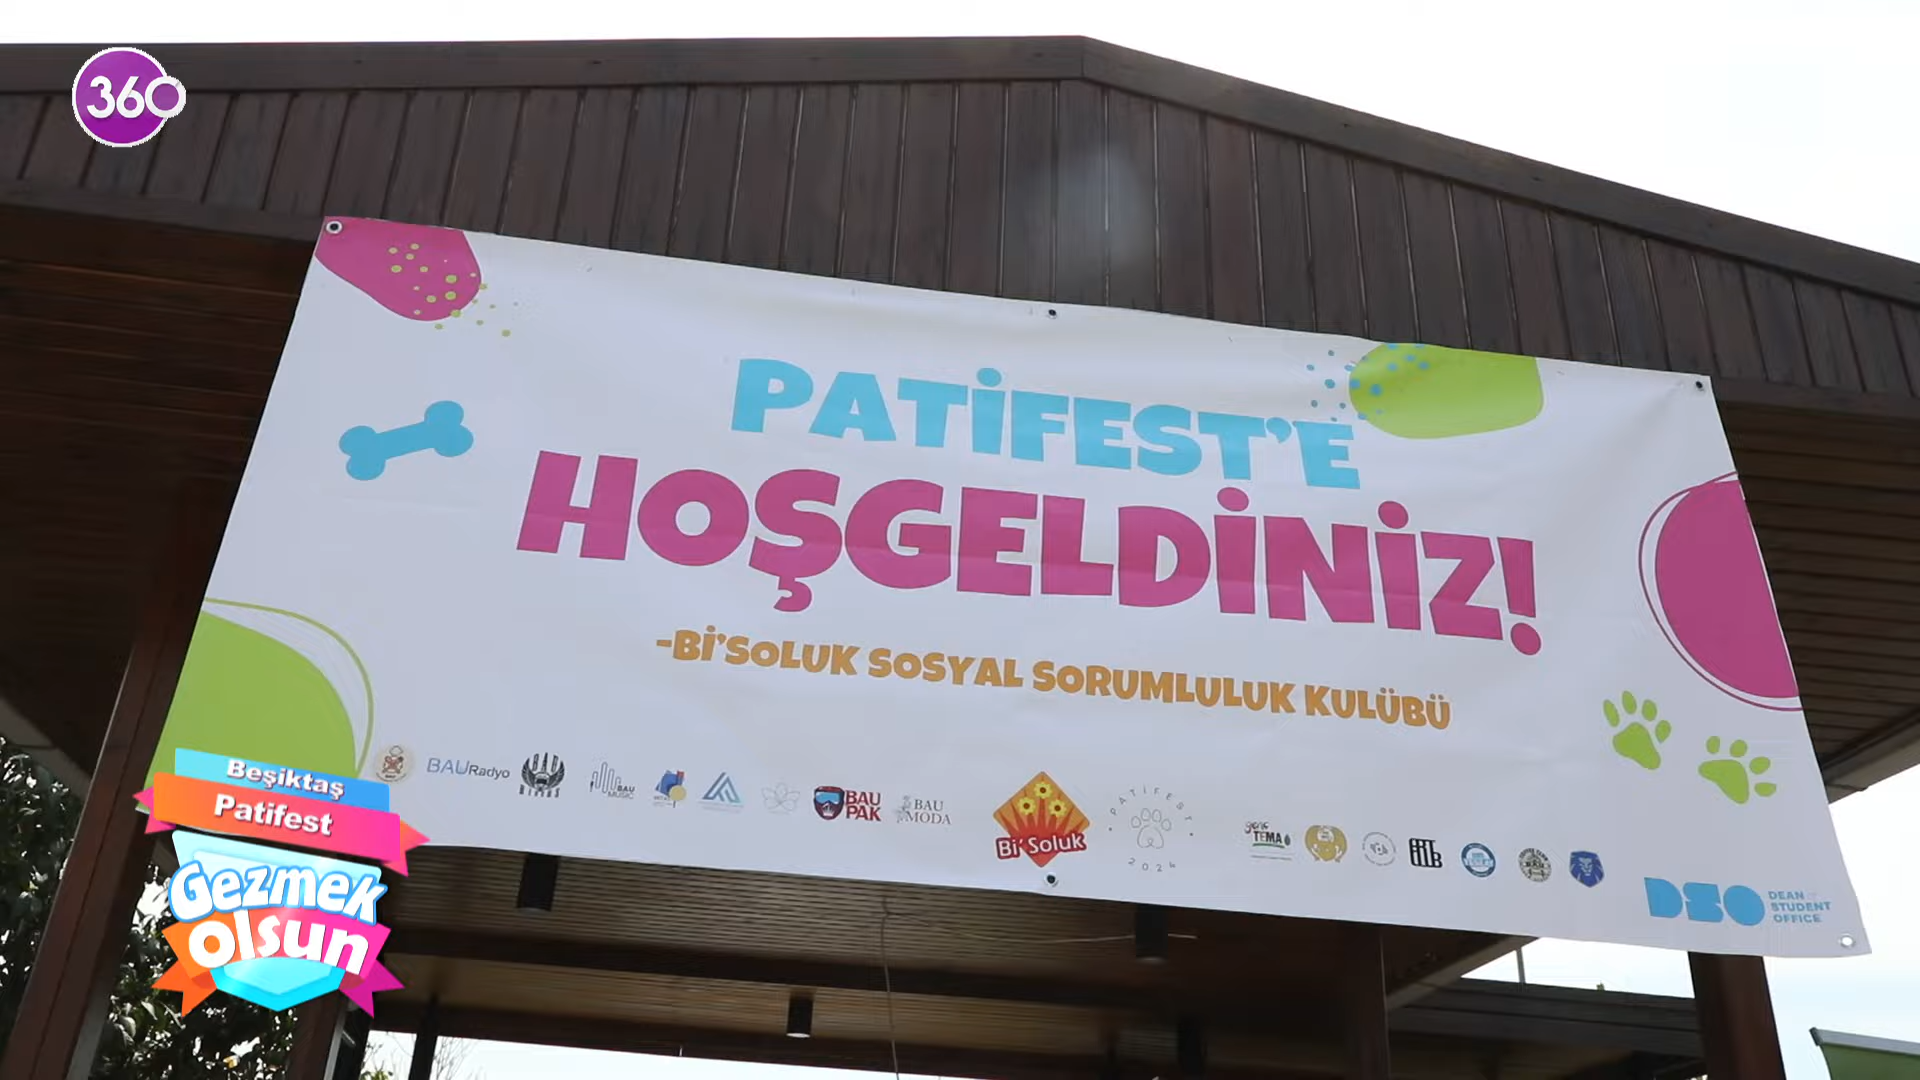 360
PATİFEST'E
HOŞGELDİNİZ!
-Bİ'SOLUK SOSYAL SORUMLULUK KULÜBÜ
BAURadyo
BAU MUSIC
BAU PAK
BAU MODA
Bi' Soluk
PATİFEST
2024
genç TEMA
DSO DEAN OF STUDENT OFFICE
Beşiktaş
Patifest
Gezmek
olsun